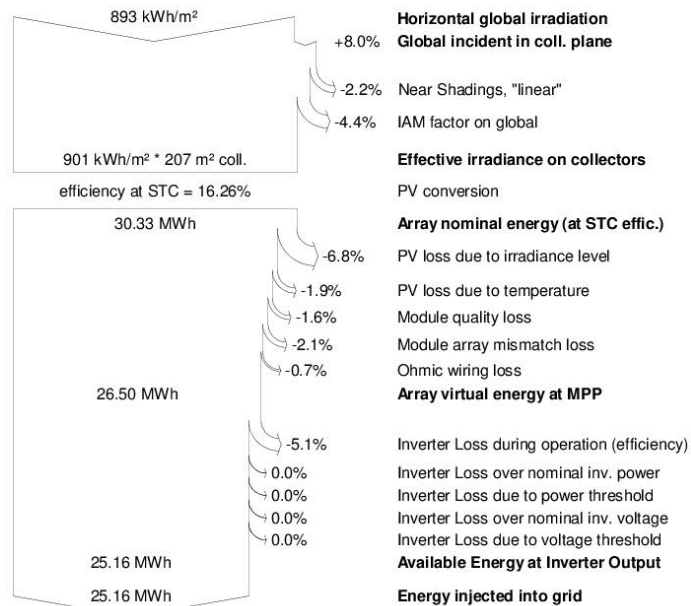 893 kWh/m² Horizontal global irradiation
+8.0% Global incident in coll. plane
-2.2% Near Shadings, "linear"
-4.4% IAM factor on global
901 kWh/m² * 207 m² coll. Effective irradiance on collectors
efficiency at STC = 16.26% PV conversion
30.33 MWh Array nominal energy (at STC effic.)
-6.8% PV loss due to irradiance level
-1.9% PV loss due to temperature
-1.6% Module quality loss
-2.1% Module array mismatch loss
-0.7% Ohmic wiring loss
26.50 MWh Array virtual energy at MPP
-5.1% Inverter Loss during operation (efficiency)
0.0% Inverter Loss over nominal inv. power
0.0% Inverter Loss due to power threshold
0.0% Inverter Loss over nominal inv. voltage
0.0% Inverter Loss due to voltage threshold
25.16 MWh Available Energy at Inverter Output
25.16 MWh Energy injected into grid